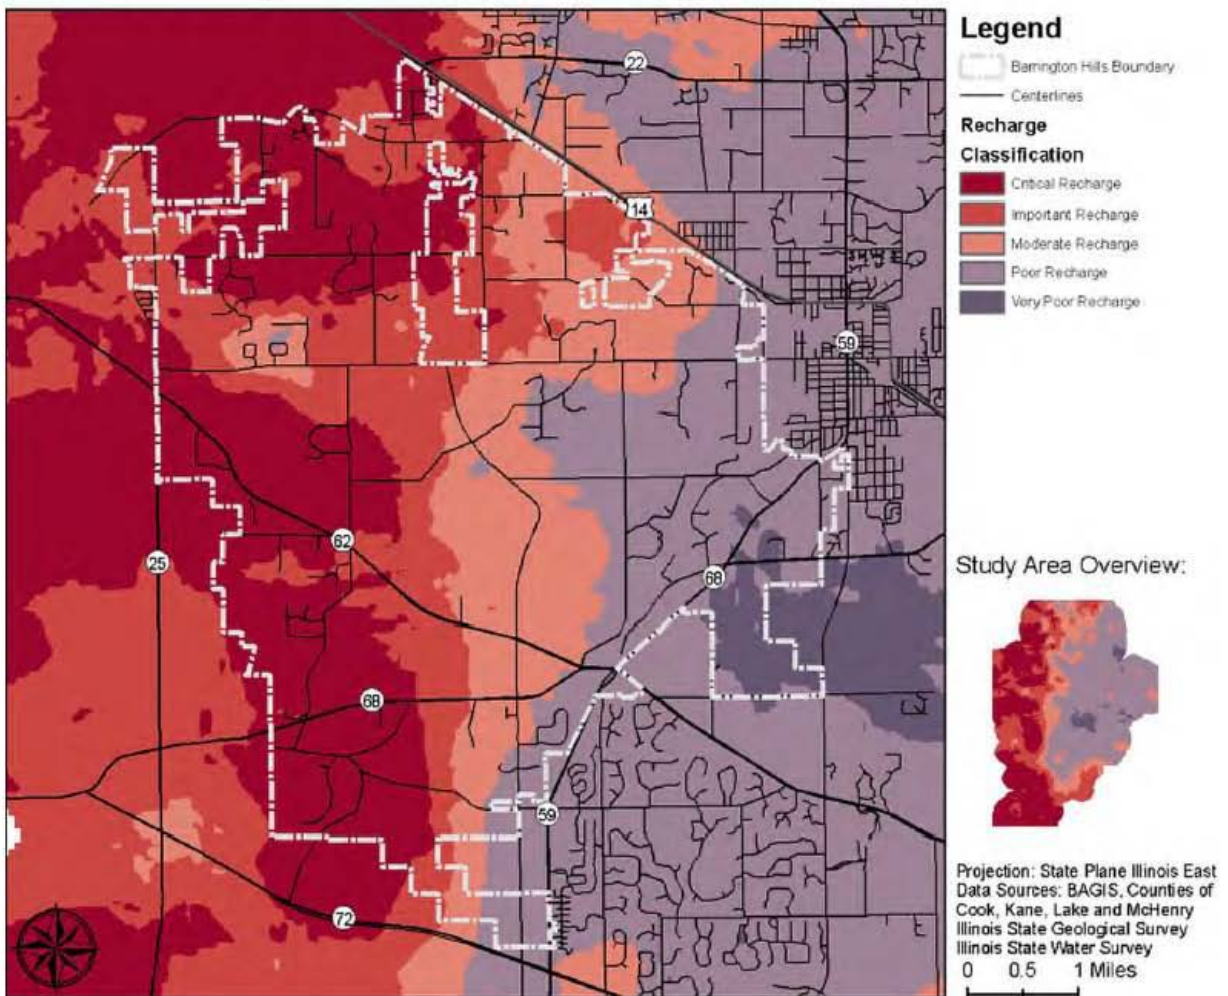 Legend
Barrington Hills Boundary
Centerlines
Recharge
Classification
Critical Recharge
Important Recharge
Moderate Recharge
Poor Recharge
Very Poor Recharge
22
14
59
25
62
68
68
59
72
Study Area Overview:
Projection: State Plane Illinois East
Data Sources: BAGIS, Counties of
Cook, Kane, Lake and McHenry
Illinois State Geological Survey
Illinois State Water Survey
0 0.5 1 Miles